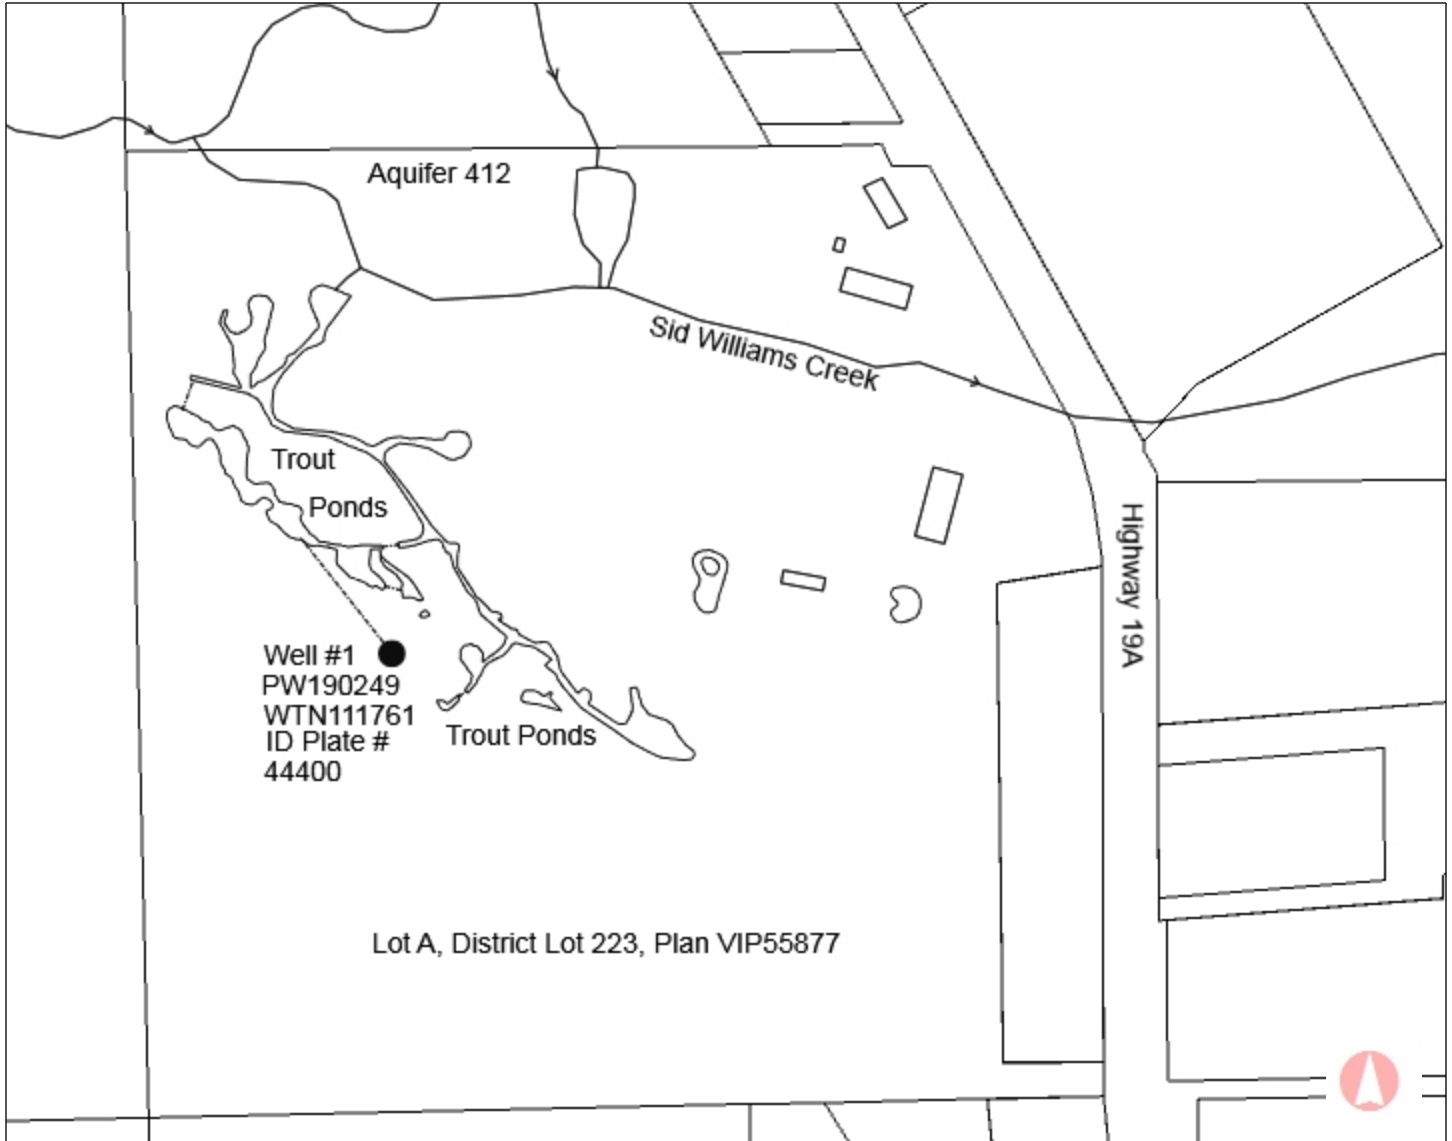 Aquifer 412
Sid Williams Creek
Trout
Ponds
Highway 19A
Well #1
PW190249
WTN111761
ID Plate #
44400
Trout Ponds
Lot A, District Lot 223, Plan VIP55877